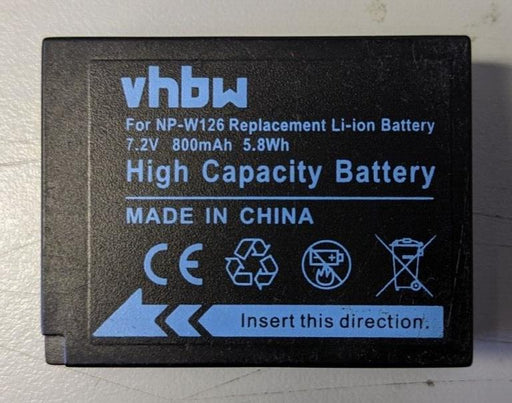 vhbw
For NP-W126 Replacement Li-ion Battery
7.2V 800mAh 5.8Wh
High Capacity Battery
MADE IN CHINA
CE
Insert this direction.